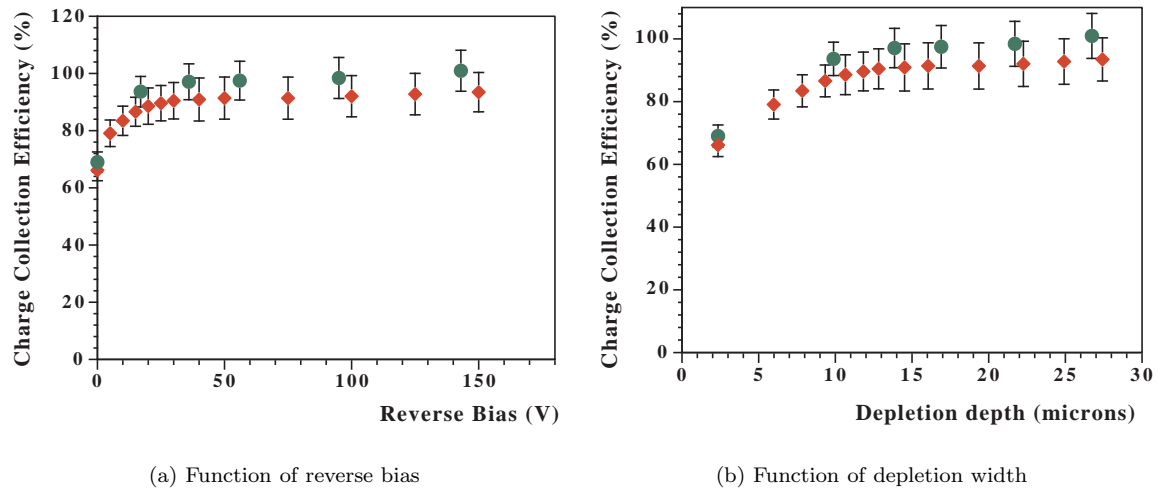 Charge Collection Efficiency (%)
120
100
80
60
40
20
0
0 50 100 150
Reverse Bias (V)
(a) Function of reverse bias
Charge Collection Efficiency (%)
100
80
60
40
20
0
0 5 10 15 20 25 30
Depletion depth (microns)
(b) Function of depletion width